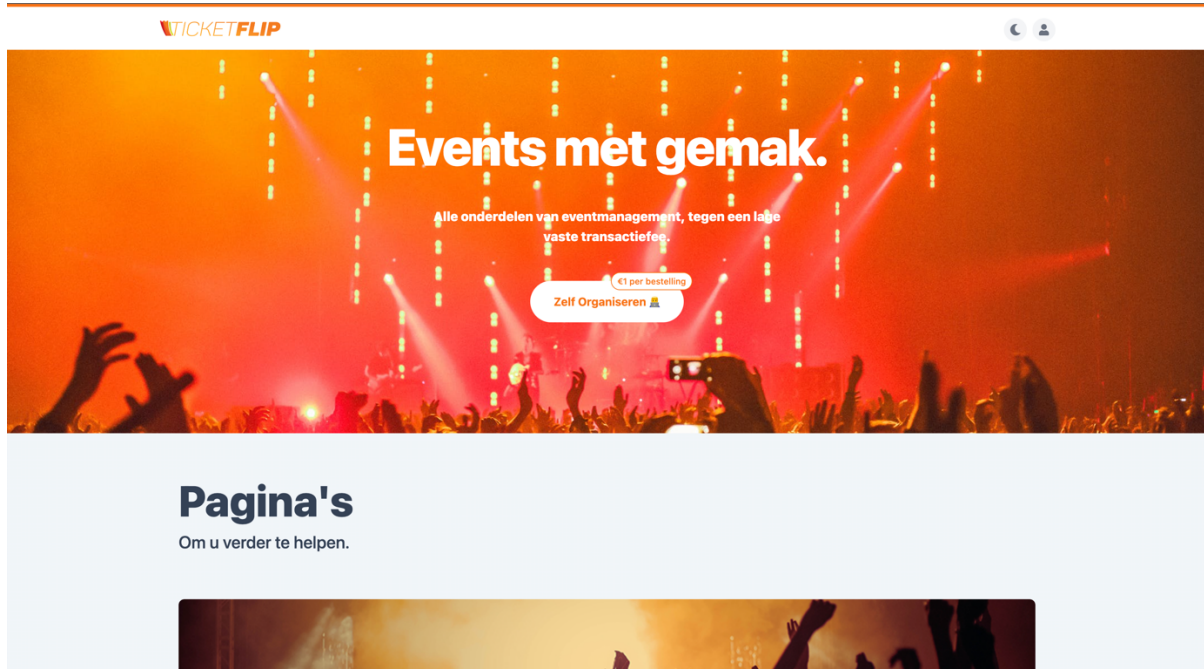 TICKETFLIP
Events met gemak.
Alle onderdelen van eventmanagement, tegen een lage
vaste transactiefee.
€1 per bestelling
Zelf Organiseren
Pagina's
Om u verder te helpen.